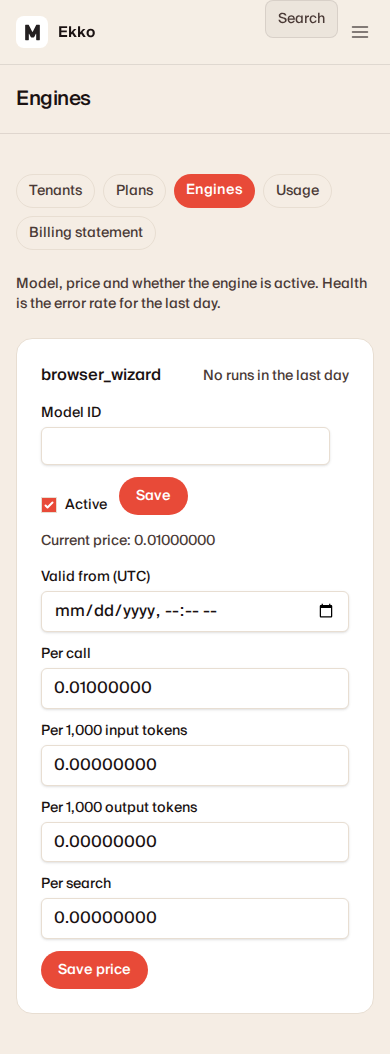 Search
M Ekko
Engines
Tenants Plans Engines Usage
Billing statement
Model, price and whether the engine is active. Health
is the error rate for the last day.
browser_wizard No runs in the last day
Model ID
Active Save
Current price: 0.01000000
Valid from (UTC)
mm/dd/yyyy, --:-- --
Per call
0.01000000
Per 1,000 input tokens
0.00000000
Per 1,000 output tokens
0.00000000
Per search
0.00000000
Save price